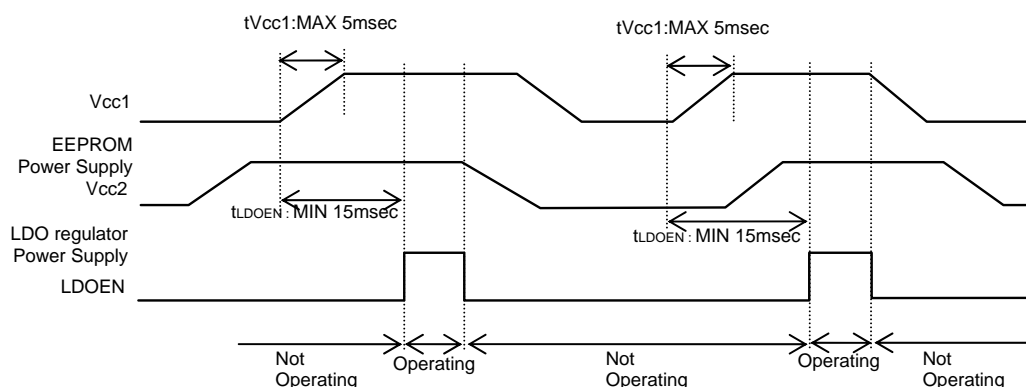 tVcc1:MAX 5msec
tVcc1:MAX 5msec
Vcc1
EEPROM
Power Supply
Vcc2
tLDOEN : MIN 15msec
tLDOEN : MIN 15msec
LDO regulator
Power Supply
LDOEN
Not
Operating
Operating
Not
Operating
Operating
Not
Operating